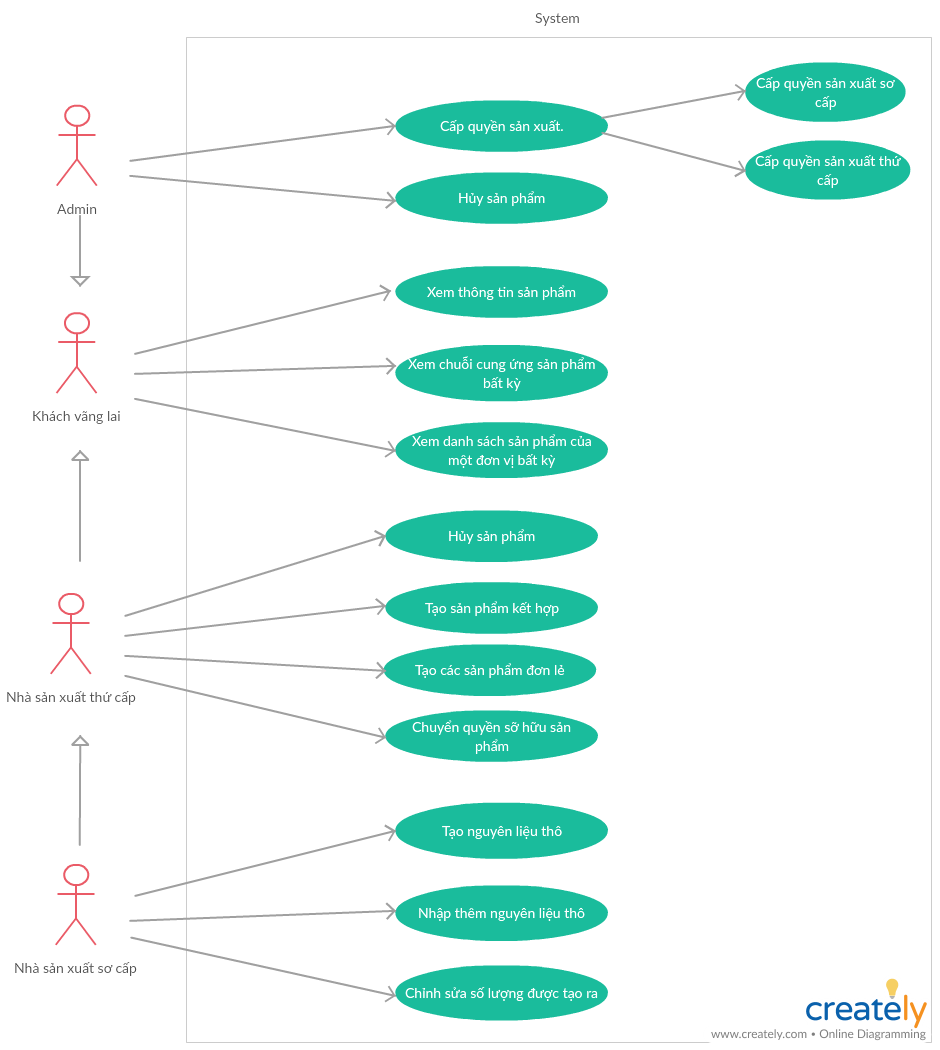 System
Cấp quyền sản xuất sơ
cấp
Cấp quyền sản xuất.
Cấp quyền sản xuất thứ
cấp
Admin
Hủy sản phẩm
Xem thông tin sản phẩm
Xem chuỗi cung ứng sản phẩm
bất kỳ
Khách vãng lai
Xem danh sách sản phẩm của
một đơn vị bất kỳ
Hủy sản phẩm
Tạo sản phẩm kết hợp
Tạo các sản phẩm đơn lẻ
Nhà sản xuất thứ cấp
Chuyển quyền sỡ hữu sản
phẩm
Tạo nguyên liệu thô
Nhập thêm nguyên liệu thô
Nhà sản xuất sơ cấp
Chỉnh sửa số lượng được tạo ra
creately
www.creately.com • Online Diagramming